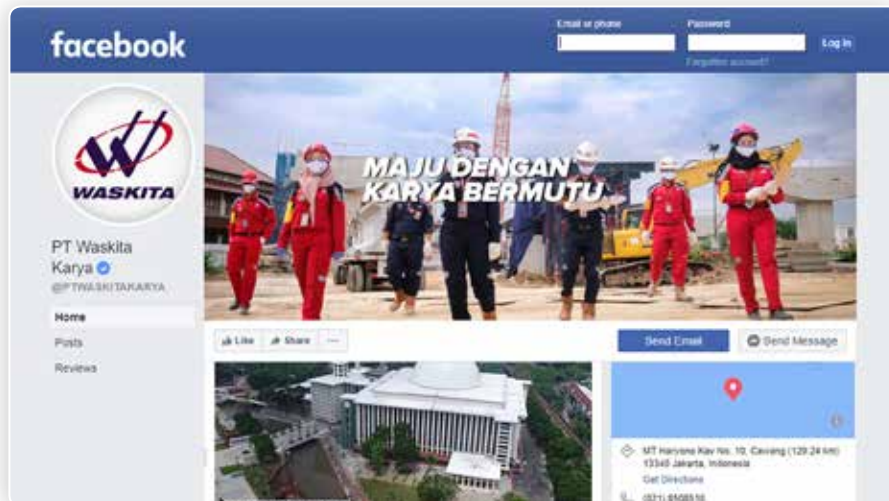 facebook
Email or phone
Password
Log In
Forgotten account?
WASKITA
MAJU DENGAN
KARYA BERMUTU
PT Waskita
Karya
@PTWASKITAKARYA
Home
Posts
Reviews
Like
Share
Send Email
Send Message
MT Haryono Kav No. 10, Cawang (129.24 km)
13340 Jakarta, Indonesia
Get Directions
(021) 8508510